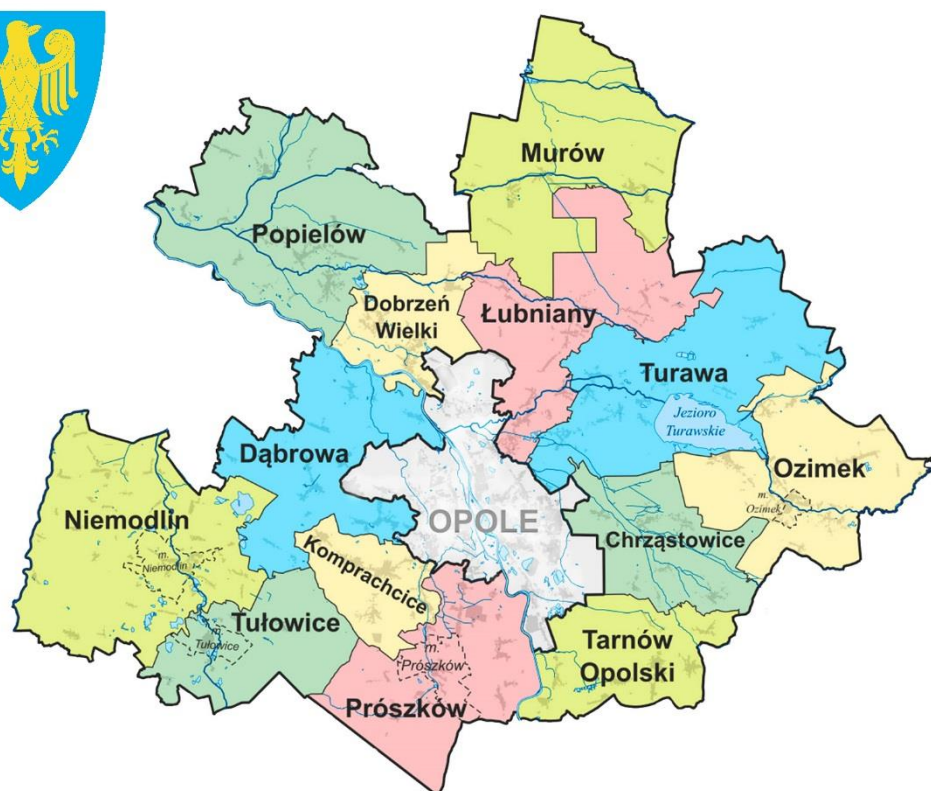 Murów
Popielów
Dobrzeń
Wielki
Łubniany
Turawa
Jezioro
Turawskie
Dąbrowa
Ozimek
m.
Ozimek
Niemodlin
m.
Niemodlin
OPOLE
Chrząstowice
Komprachcice
Tułowice
m.
Tułowice
Tarnów
Opolski
m.
Prószków
Prószków